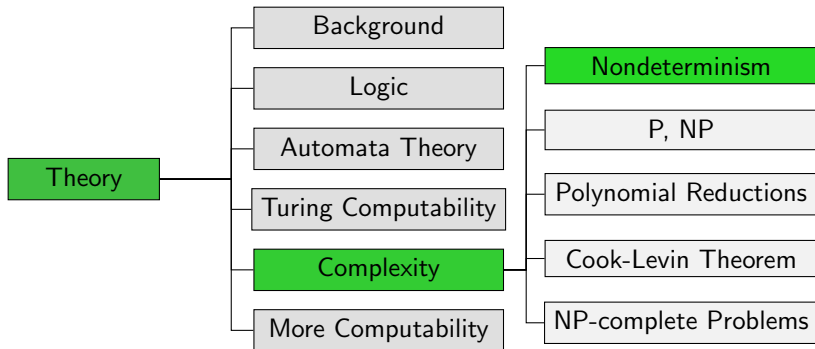 Theory
Background
Logic
Automata Theory
Turing Computability
Complexity
More Computability
Nondeterminism
P, NP
Polynomial Reductions
Cook-Levin Theorem
NP-complete Problems